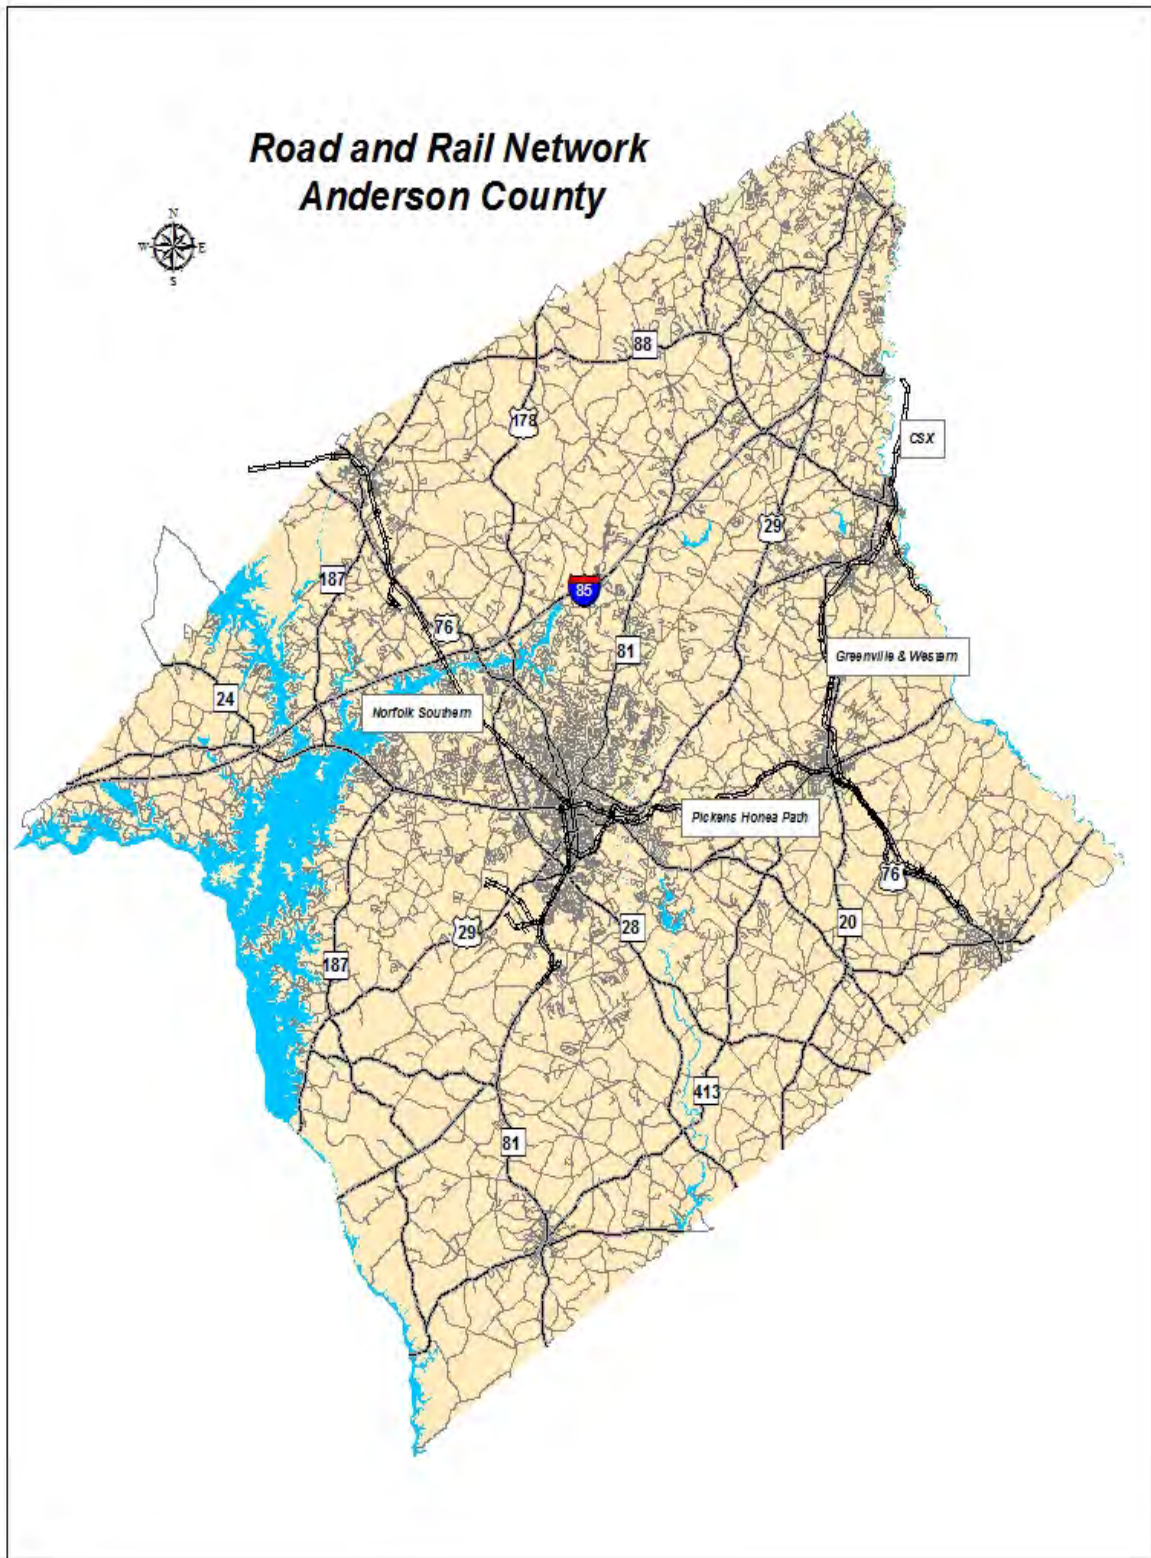 Road and Rail Network
Anderson County
N
W E
S
88
178
CSX
29
187
85
76
81
Greenville & Western
24
Norfolk Southern
Pickens Honea Path
76
29
28
20
187
413
81